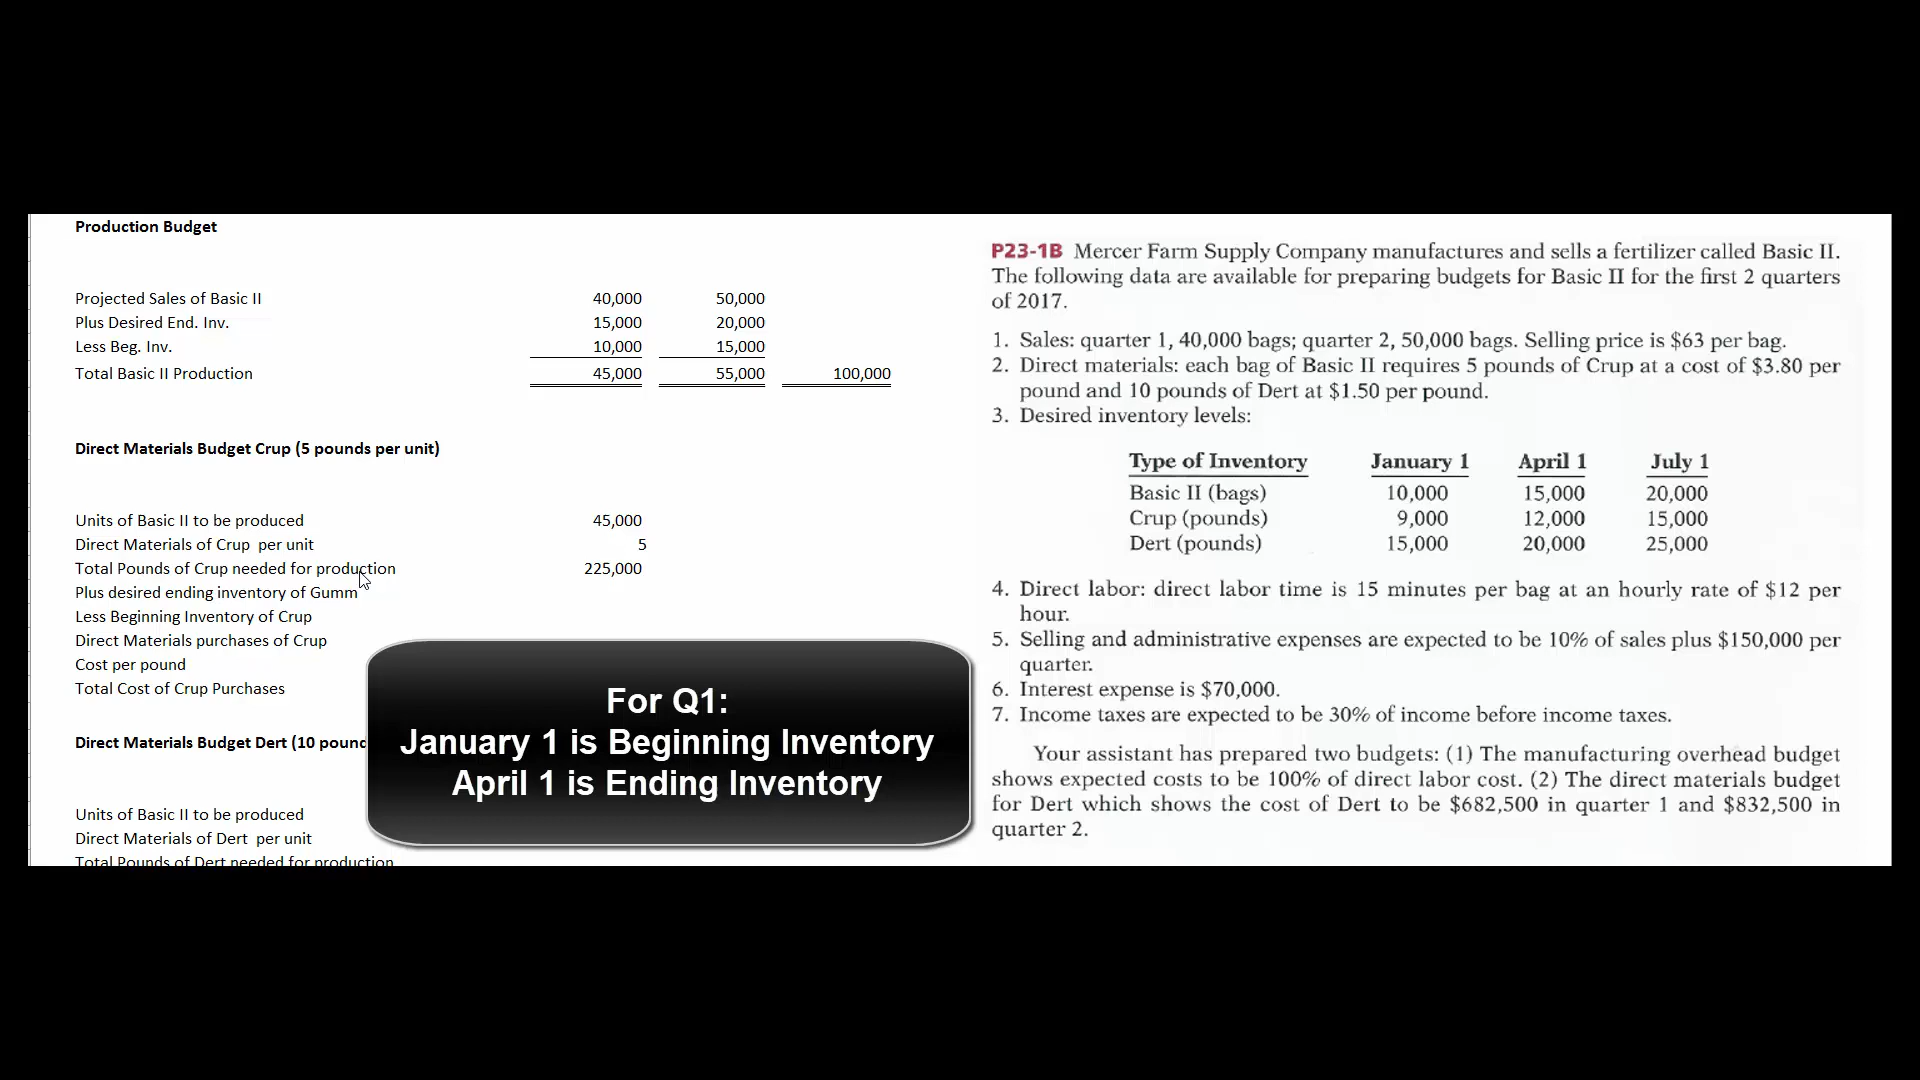 Production Budget
Projected Sales of Basic II 40,000 50,000
Plus Desired End. Inv. 15,000 20,000
Less Beg. Inv. 10,000 15,000
Total Basic II Production 45,000 55,000 100,000
Direct Materials Budget Crup (5 pounds per unit)
Units of Basic II to be produced 45,000
Direct Materials of Crup per unit 5
Total Pounds of Crup needed for production 225,000
Plus desired ending inventory of Gumm
Less Beginning Inventory of Crup
Direct Materials purchases of Crup
Cost per pound
Total Cost of Crup Purchases
Direct Materials Budget Dert (10 pound
Units of Basic II to be produced
Direct Materials of Dert per unit
Total Pounds of Dert needed for production
For Q1:
January 1 is Beginning Inventory
April 1 is Ending Inventory
P23-1B Mercer Farm Supply Company manufactures and sells a fertilizer called Basic II.
The following data are available for preparing budgets for Basic II for the first 2 quarters
of 2017.
1. Sales: quarter 1, 40,000 bags; quarter 2, 50,000 bags. Selling price is $63 per bag.
2. Direct materials: each bag of Basic II requires 5 pounds of Crup at a cost of $3.80 per
pound and 10 pounds of Dert at $1.50 per pound.
3. Desired inventory levels:
Type of Inventory January 1 April 1 July 1
Basic II (bags) 10,000 15,000 20,000
Crup (pounds) 9,000 12,000 15,000
Dert (pounds) 15,000 20,000 25,000
4. Direct labor: direct labor time is 15 minutes per bag at an hourly rate of $12 per
hour.
5. Selling and administrative expenses are expected to be 10% of sales plus $150,000 per
quarter.
6. Interest expense is $70,000.
7. Income taxes are expected to be 30% of income before income taxes.
Your assistant has prepared two budgets: (1) The manufacturing overhead budget
shows expected costs to be 100% of direct labor cost. (2) The direct materials budget
for Dert which shows the cost of Dert to be $682,500 in quarter 1 and $832,500 in
quarter 2.